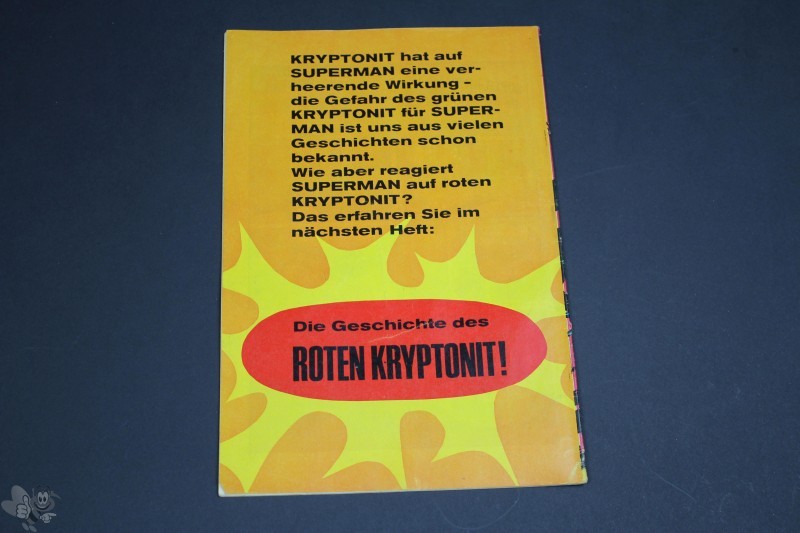 KRYPTONIT hat auf
SUPERMAN eine ver-
heerende Wirkung -
die Gefahr des grünen
KRYPTONIT für SUPER-
MAN ist uns aus vielen
Geschichten schon
bekannt.
Wie aber reagiert
SUPERMAN auf roten
KRYPTONIT?
Das erfahren Sie im
nächsten Heft:
Die Geschichte des
ROTEN KRYPTONIT!